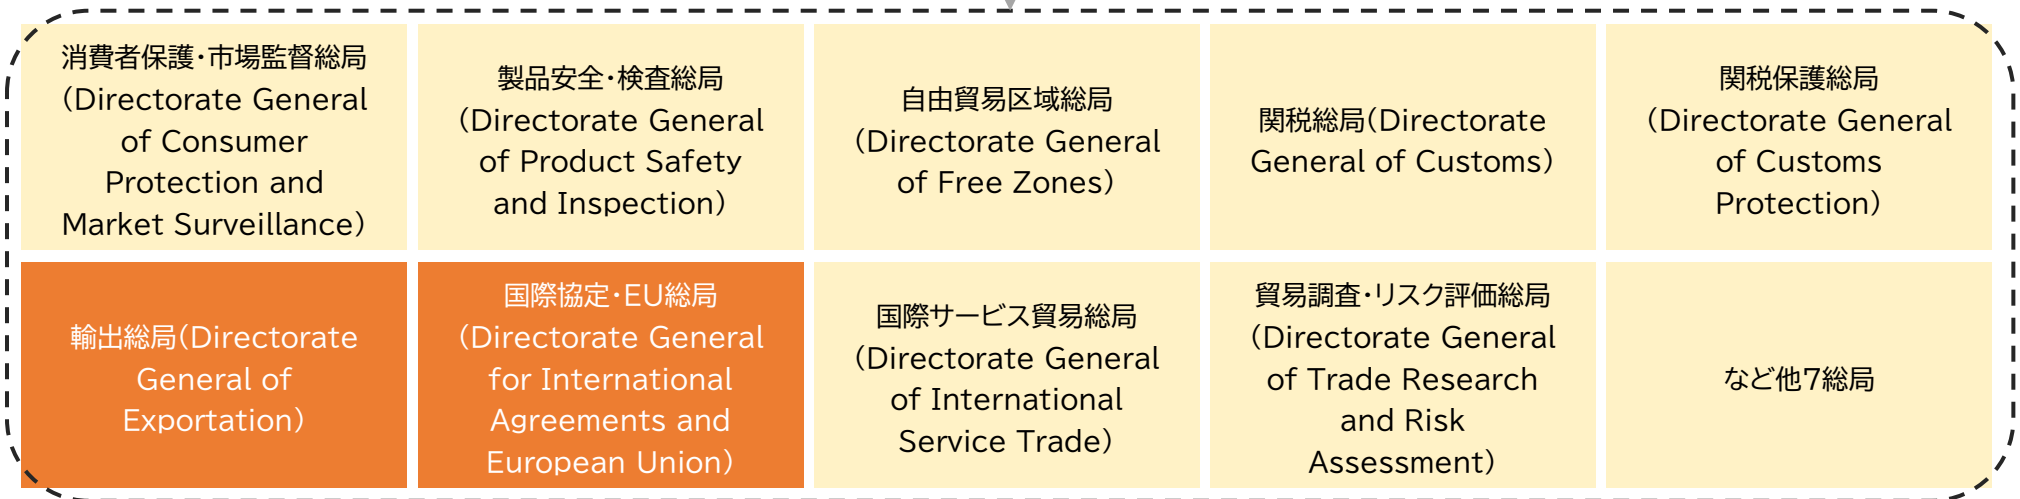 消費者保護・市場監督総局
(Directorate General
of Consumer
Protection and
Market Surveillance)
製品安全・検査総局
(Directorate General
of Product Safety
and Inspection)
自由貿易区域総局
(Directorate General
of Free Zones)
関税総局(Directorate
General of Customs)
関税保護総局
(Directorate General
of Customs
Protection)
輸出総局(Directorate
General of
Exportation)
国際協定・EU総局
(Directorate General
for International
Agreements and
European Union)
国際サービス貿易総局
(Directorate General
of International
Service Trade)
貿易調査・リスク評価総局
(Directorate General
of Trade Research
and Risk
Assessment)
など他7総局